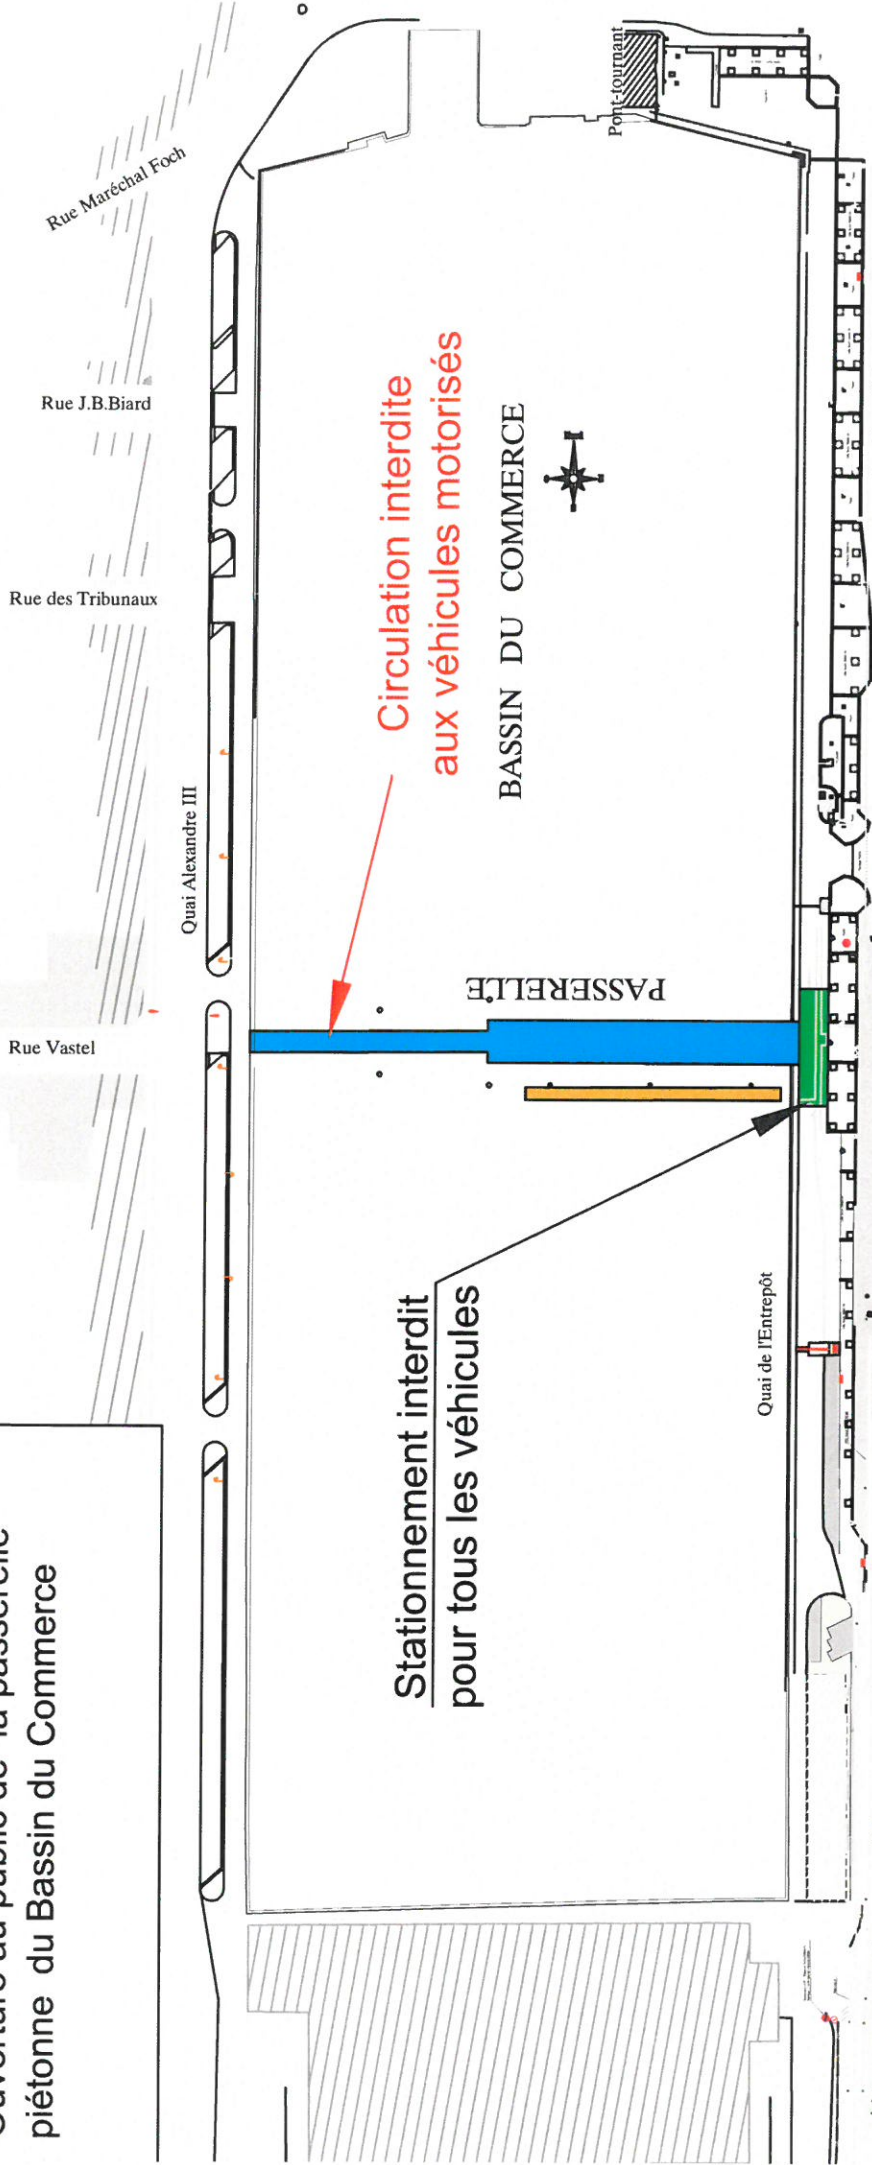 Ouverture au public de la passerelle
piétonne du Bassin du Commerce
Rue Maréchal Foch
Rue J.B.Biard
Rue des Tribunaux
Rue Vastel
Quai Alexandre III
Pont-tournant
Circulation interdite
aux véhicules motorisés
BASSIN DU COMMERCE
PASSERELLE
Stationnement interdit
pour tous les véhicules
Quai de l'Entrepôt